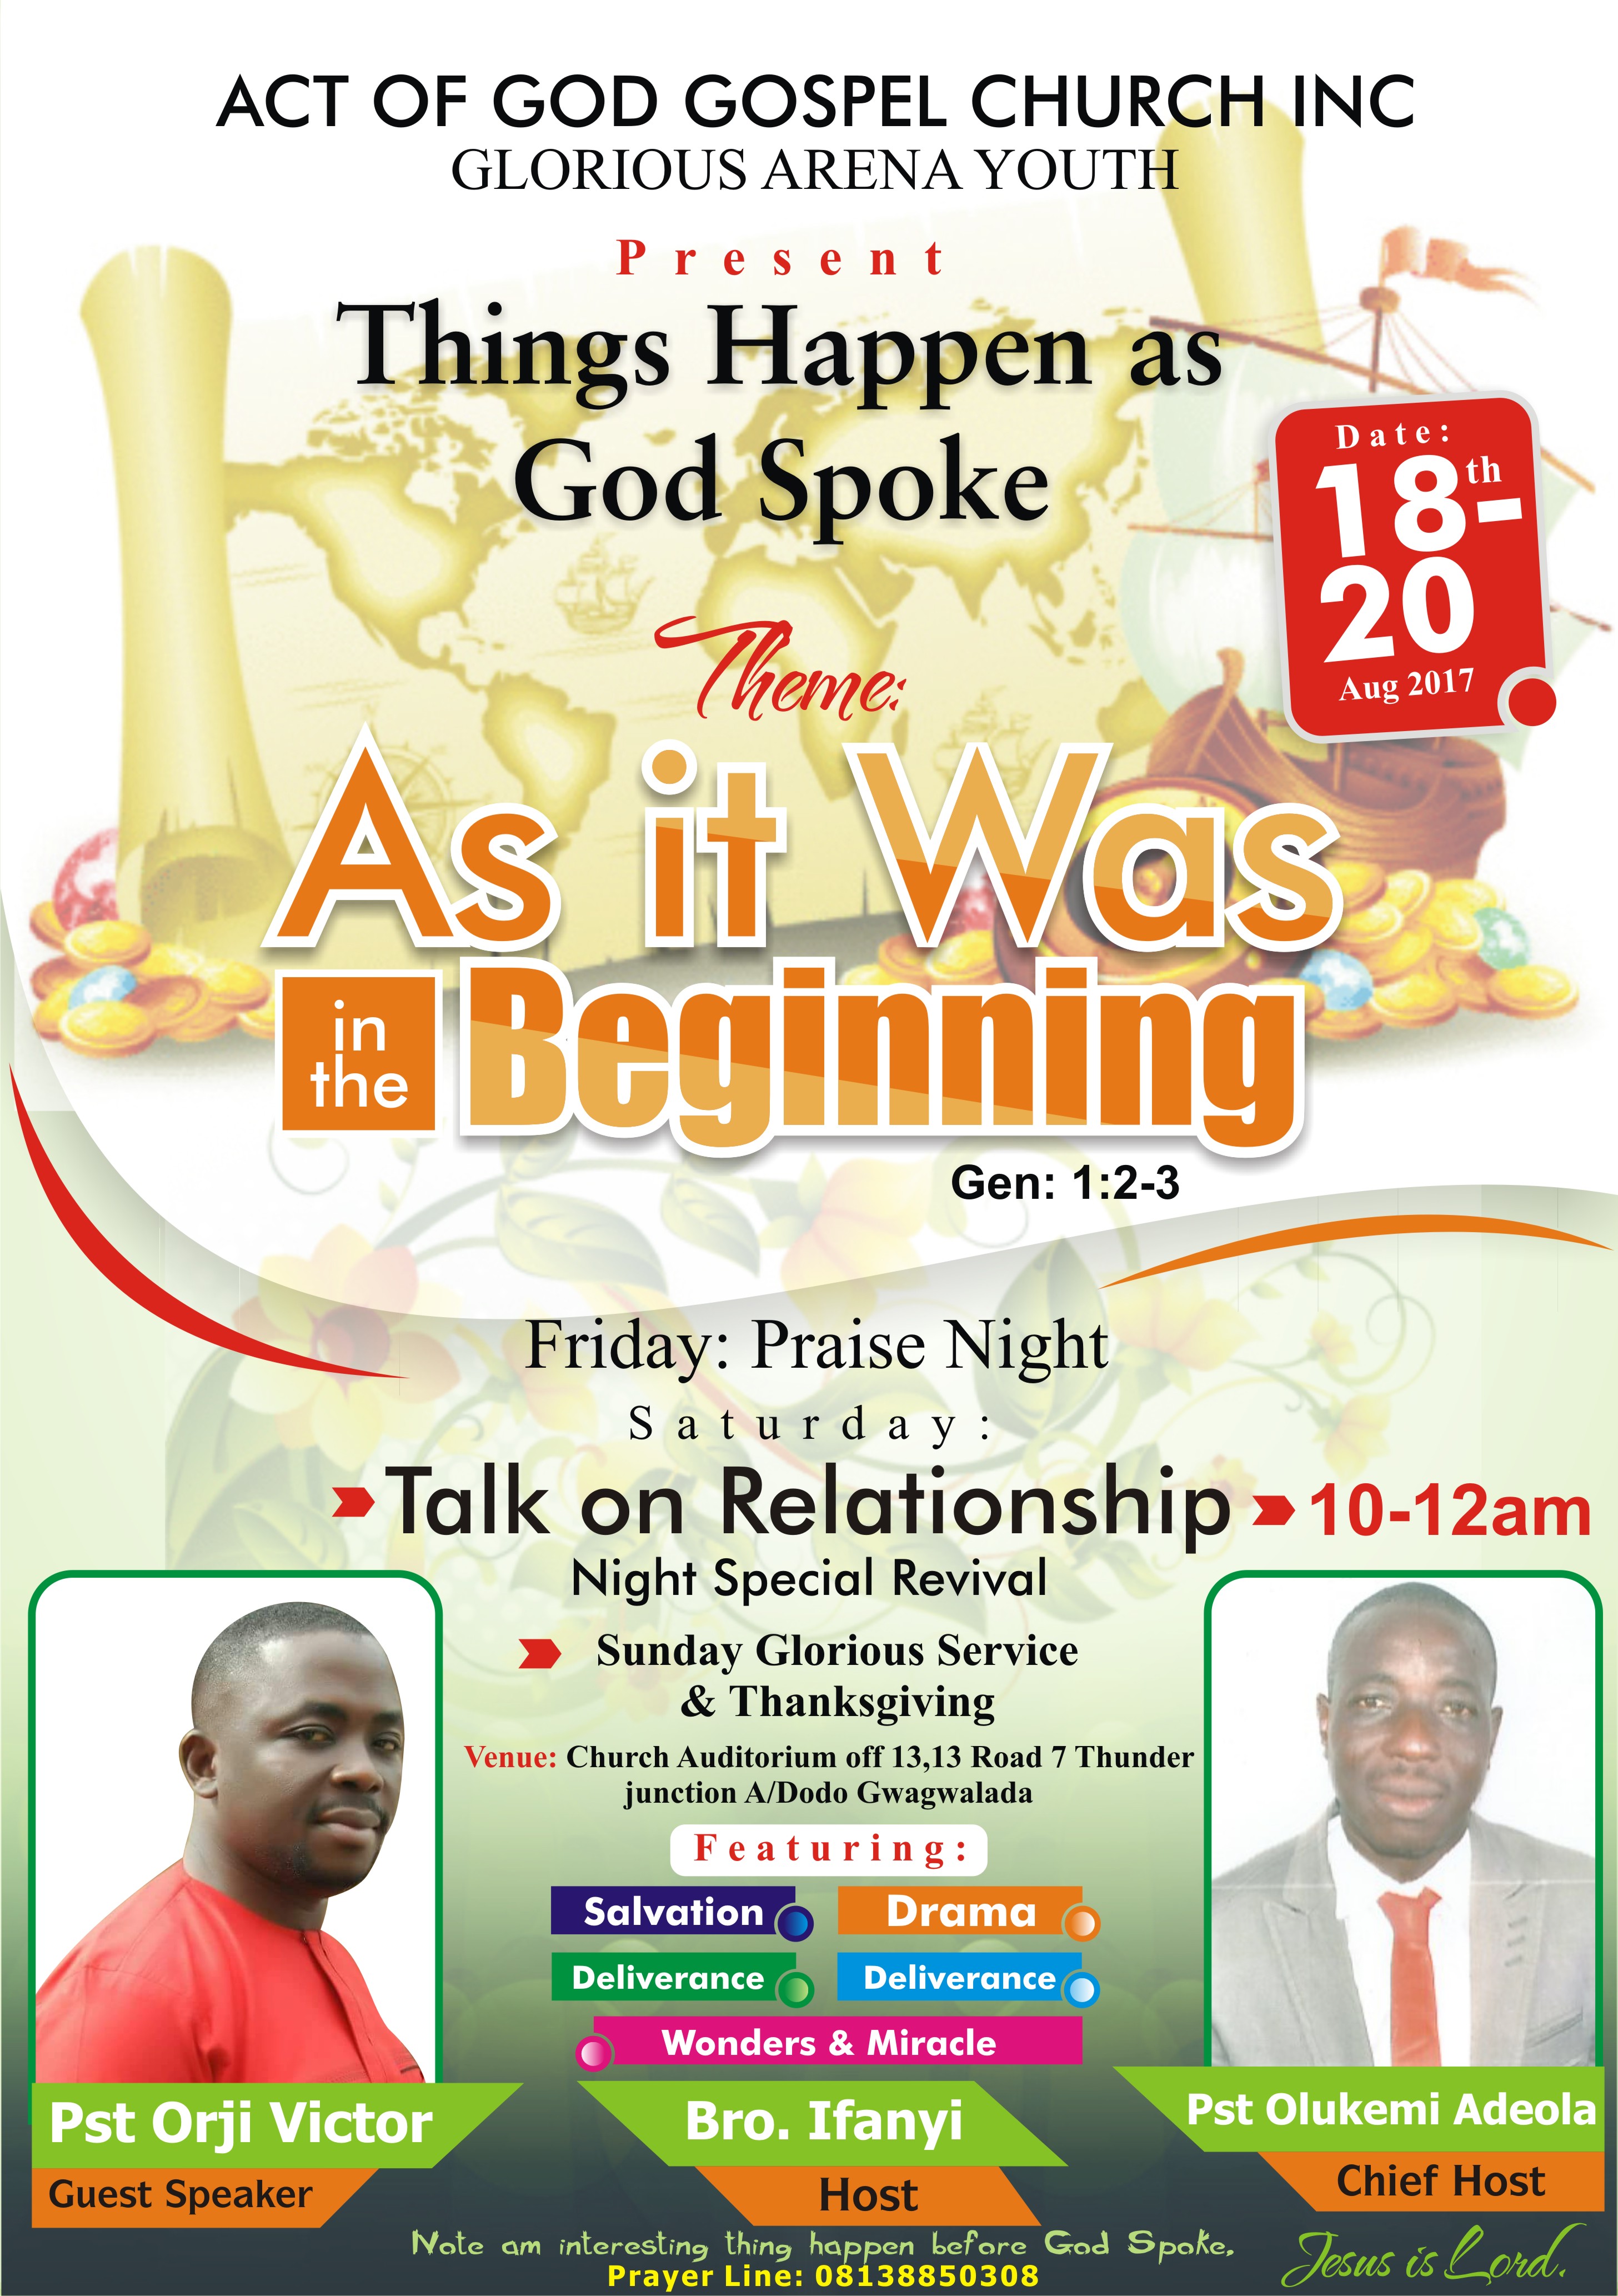 ACT OF GOD GOSPEL CHURCH INC
GLORIOUS ARENA YOUTH
Present
Things Happen as
God Spoke
Date:
18th-
20
Aug 2017
Theme:
As it Was
in
the
Beginning
Gen: 1:2-3
Friday: Praise Night
Saturday:
Talk on Relationship 10-12am
Night Special Revival
Sunday Glorious Service
& Thanksgiving
Venue: Church Auditorium off 13,13 Road 7 Thunder
junction A/Dodo Gwagwalada
Featuring:
Salvation Drama
Deliverance Deliverance
Wonders & Miracle
Pst Orji Victor
Guest Speaker
Bro. Ifanyi
Host
Pst Olukemi Adeola
Chief Host
Note am interesting thing happen before God Spoke.
Prayer Line: 08138850308
Jesus is Lord.